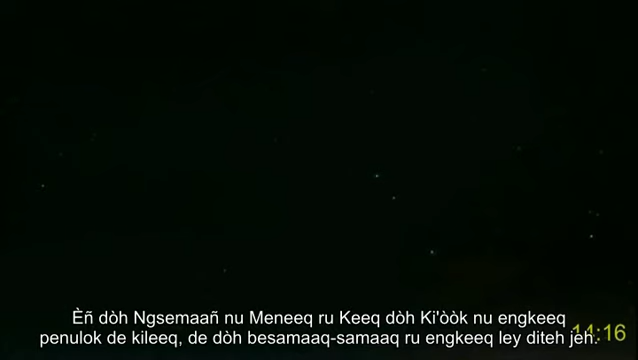 Èñ dòh Ngsemaañ nu Meneeq ru Keeq dòh Ki'òòk nu engkeeq
penulok de kileeq, de dòh besamaaq-samaaq ru engkeeq ley diteh jeh.
14:16